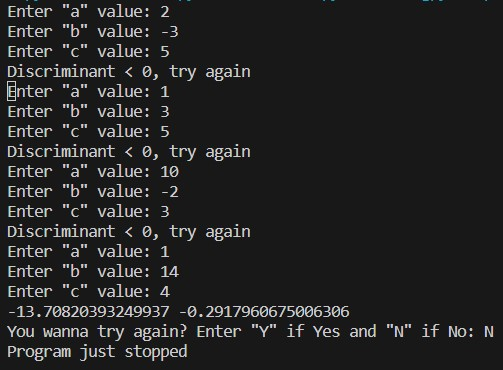 Enter "a" value: 2
Enter "b" value: -3
Enter "c" value: 5
Discriminant < 0, try again
Enter "a" value: 1
Enter "b" value: 3
Enter "c" value: 5
Discriminant < 0, try again
Enter "a" value: 10
Enter "b" value: -2
Enter "c" value: 3
Discriminant < 0, try again
Enter "a" value: 1
Enter "b" value: 14
Enter "c" value: 4
-13.70820393249937 -0.2917960675006306
You wanna try again? Enter "Y" if Yes and "N" if No: N
Program just stopped